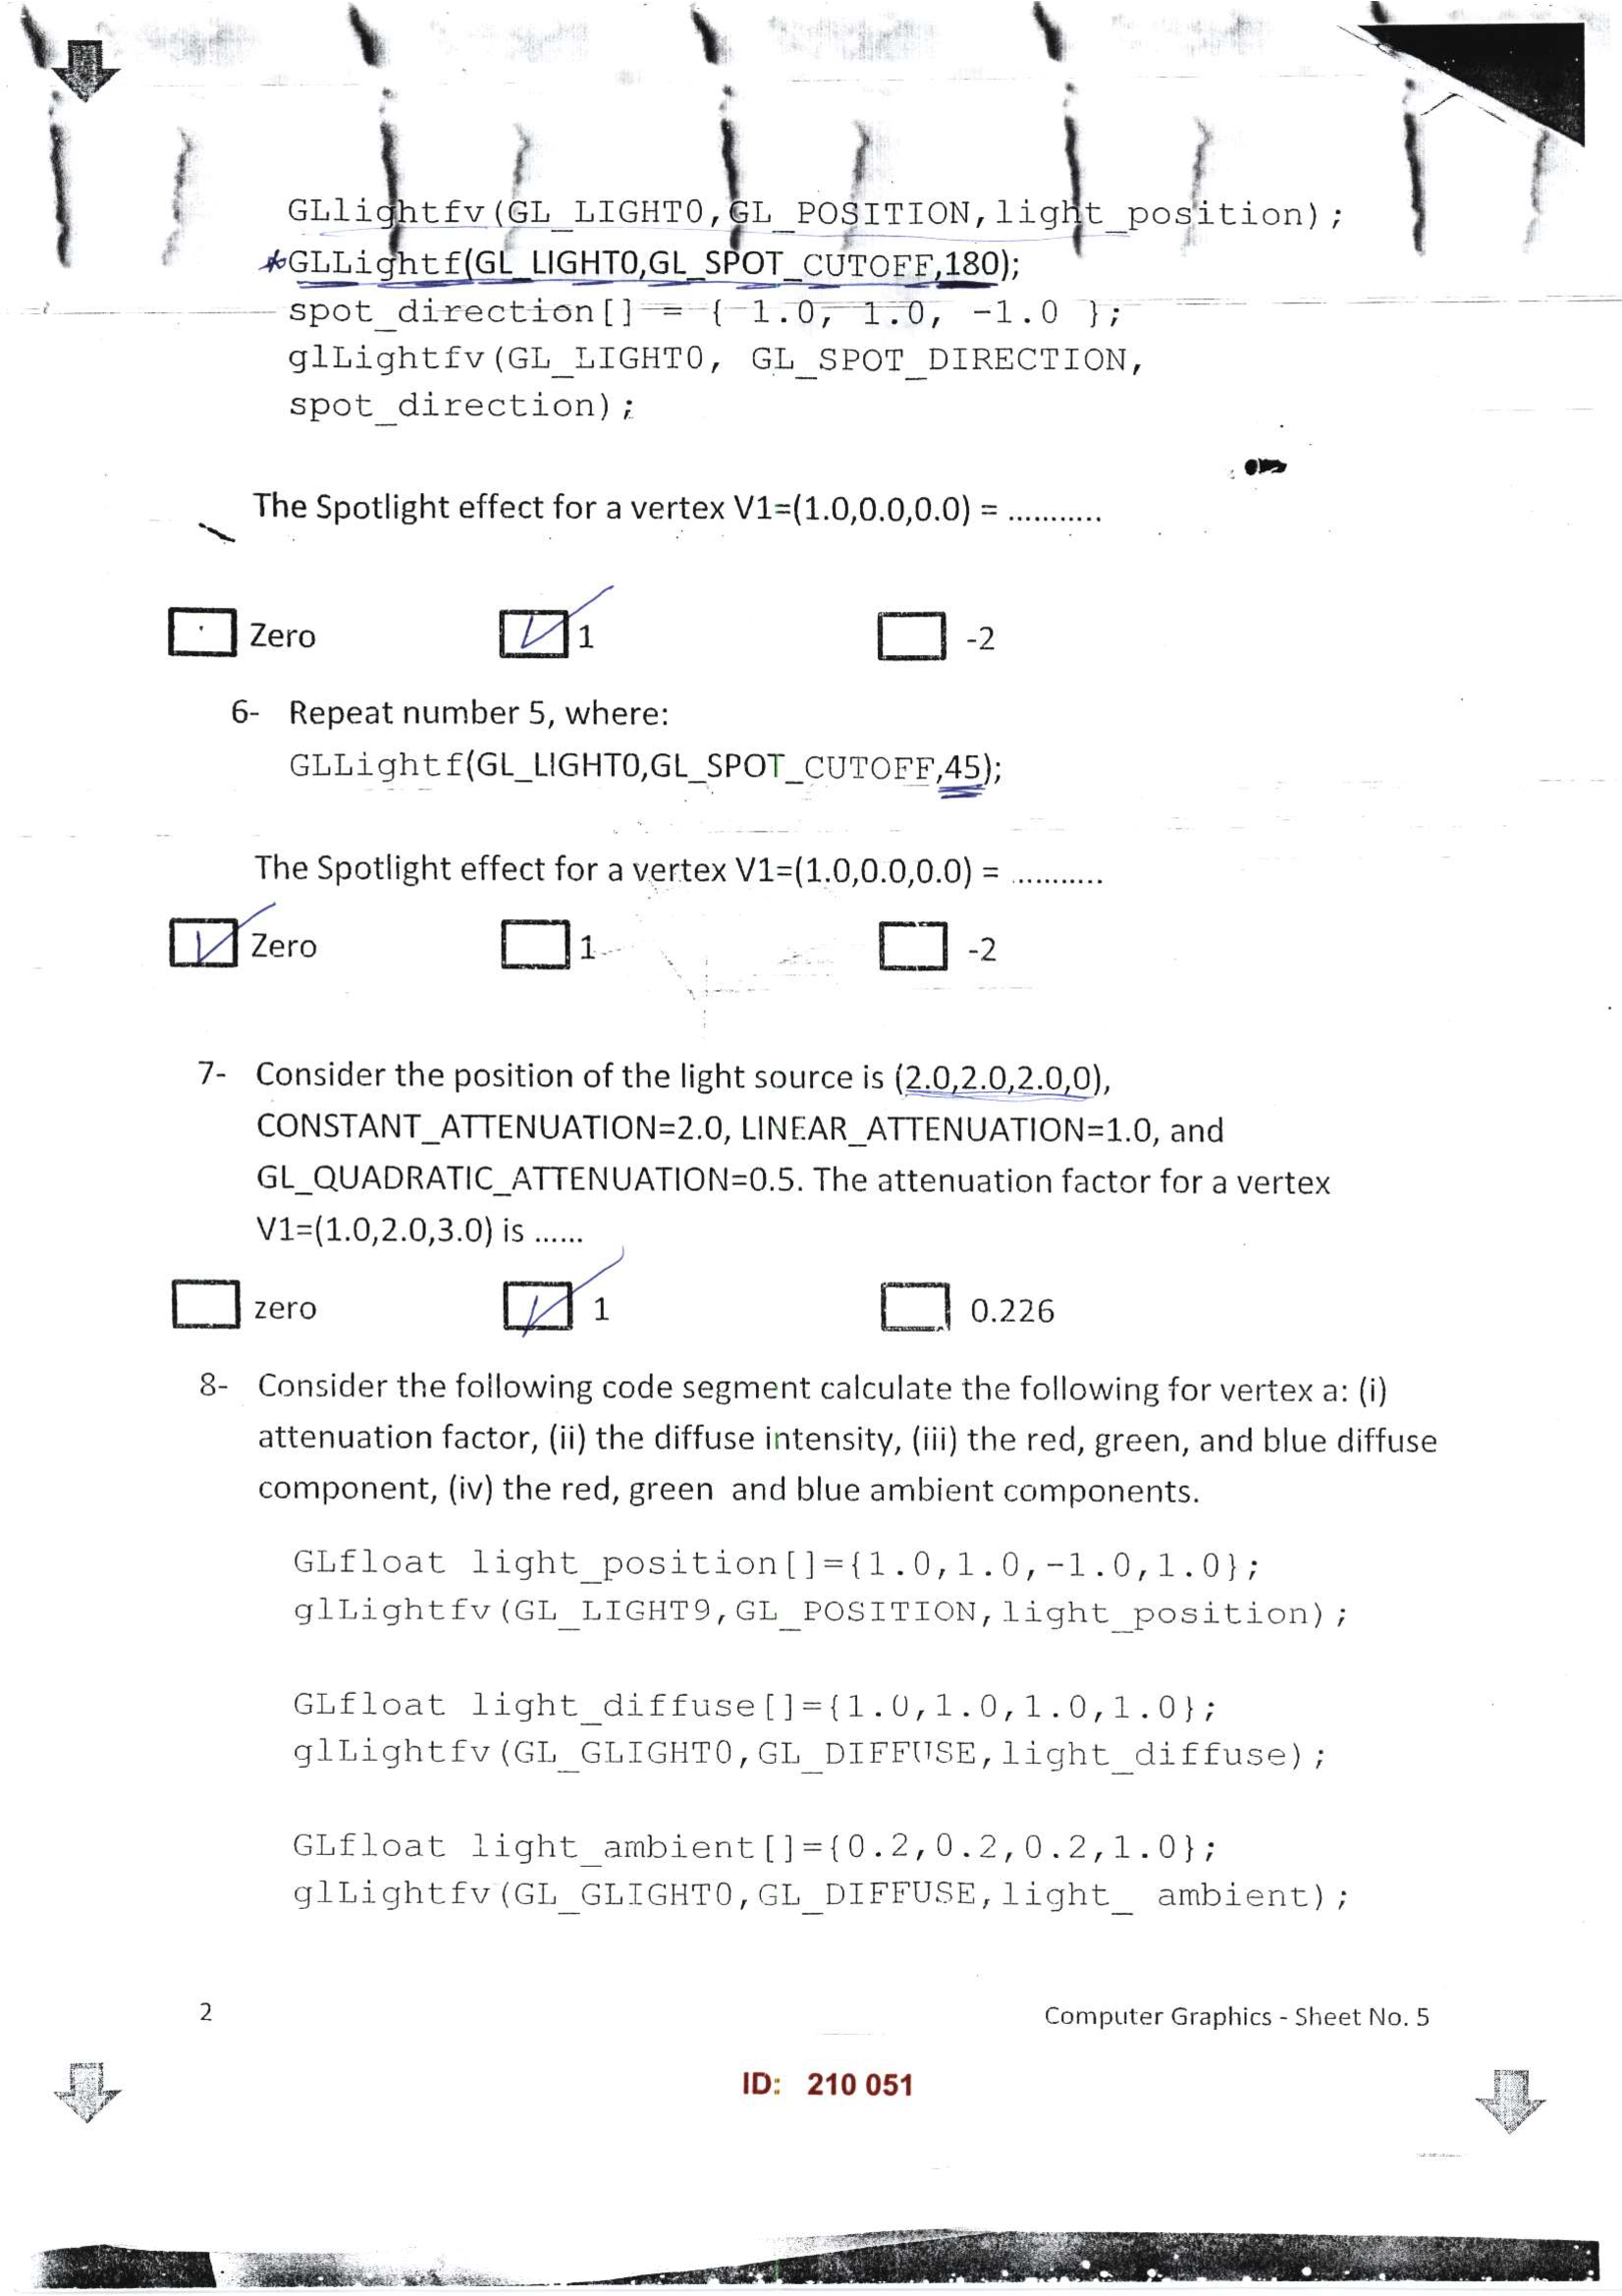 GLlightfv(GL_LIGHT0,GL_POSITION,light_position);
*GLLightf(GL_LIGHT0,GL_SPOT_CUTOFF,180);
spot_direction[] = { 1.0, 1.0, -1.0 };
glLightfv(GL_LIGHT0, GL_SPOT_DIRECTION,
spot_direction);
The Spotlight effect for a vertex V1=(1.0,0.0,0.0) = ...........
Zero 1 -2
6- Repeat number 5, where:
GLLightf(GL_LIGHT0,GL_SPOT_CUTOFF,45);
The Spotlight effect for a vertex V1=(1.0,0.0,0.0) = ...........
Zero 1 -2
7- Consider the position of the light source is (2.0,2.0,2.0,0),
CONSTANT_ATTENUATION=2.0, LINEAR_ATTENUATION=1.0, and
GL_QUADRATIC_ATTENUATION=0.5. The attenuation factor for a vertex
V1=(1.0,2.0,3.0) is ......
zero 1 0.226
8- Consider the following code segment calculate the following for vertex a: (i)
attenuation factor, (ii) the diffuse intensity, (iii) the red, green, and blue diffuse
component, (iv) the red, green and blue ambient components.
GLfloat light_position[]={1.0,1.0,-1.0,1.0};
glLightfv(GL_LIGHT9,GL_POSITION,light_position);
GLfloat light_diffuse[]={1.0,1.0,1.0,1.0};
glLightfv(GL_GLIGHT0,GL_DIFFUSE,light_diffuse);
GLfloat light_ambient[]={0.2,0.2,0.2,1.0};
glLightfv(GL_GLIGHT0,GL_DIFFUSE,light_ ambient);
2 Computer Graphics - Sheet No. 5
ID: 210 051